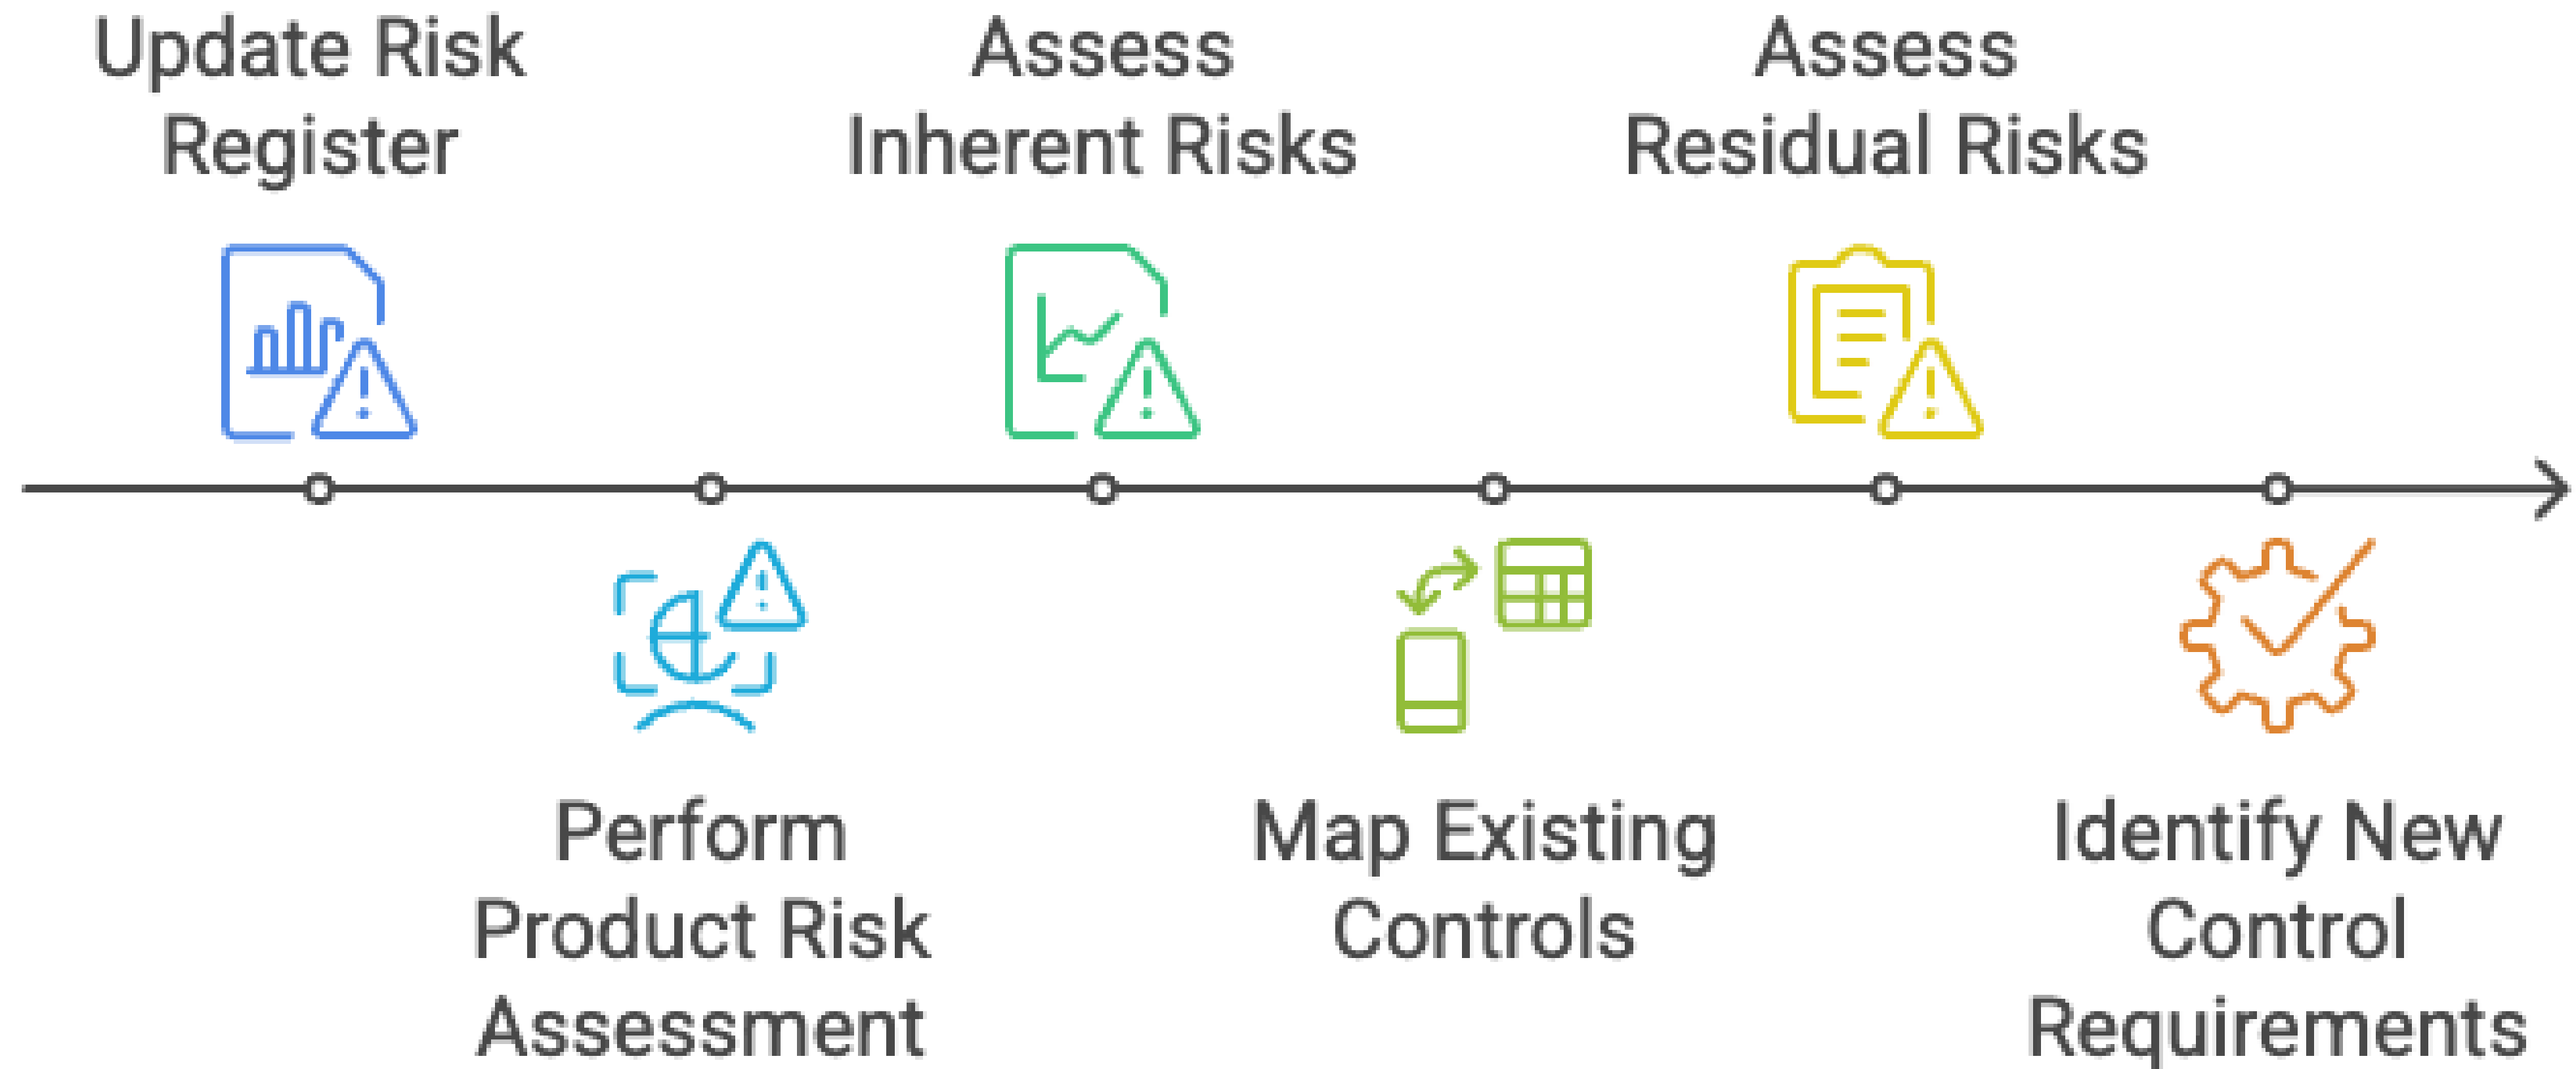 Update Risk
Register
Perform
Product Risk
Assessment
Assess
Inherent Risks
Map Existing
Controls
Assess
Residual Risks
Identify New
Control
Requirements